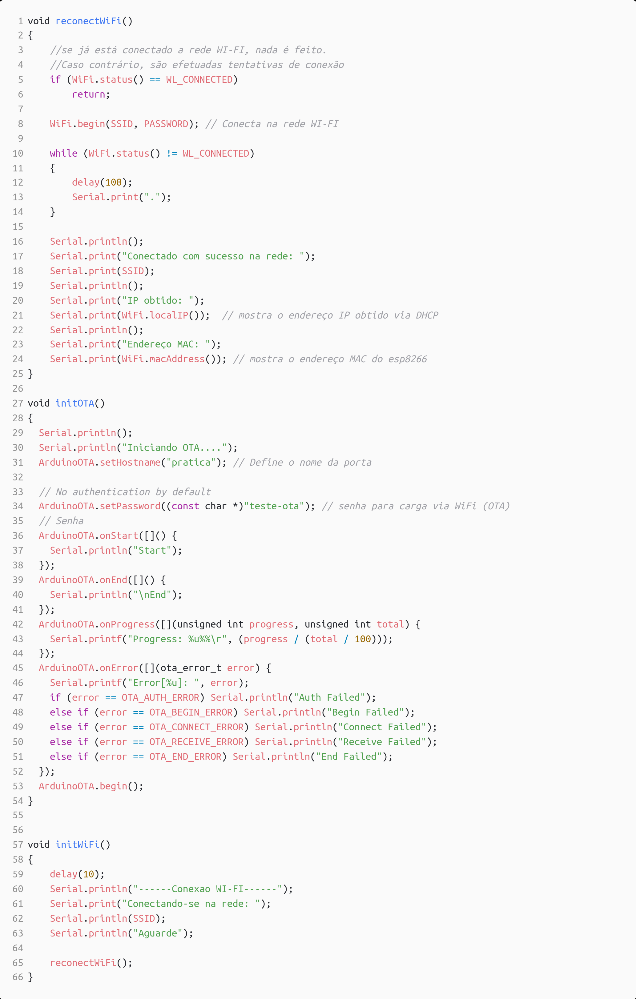 1 void reconectWiFi()
2 {
3     //se já está conectado a rede WI-FI, nada é feito.
4     //Caso contrário, são efetuadas tentativas de conexão
5     if (WiFi.status() == WL_CONNECTED)
6         return;
7
8     WiFi.begin(SSID, PASSWORD); // Conecta na rede WI-FI
9
10     while (WiFi.status() != WL_CONNECTED)
11     {
12         delay(100);
13         Serial.print(".");
14     }
15
16     Serial.println();
17     Serial.print("Conectado com sucesso na rede: ");
18     Serial.print(SSID);
19     Serial.println();
20     Serial.print("IP obtido: ");
21     Serial.print(WiFi.localIP());  // mostra o endereço IP obtido via DHCP
22     Serial.println();
23     Serial.print("Endereço MAC: ");
24     Serial.print(WiFi.macAddress()); // mostra o endereço MAC do esp8266
25 }
26
27 void initOTA()
28 {
29   Serial.println();
30   Serial.println("Iniciando OTA....");
31   ArduinoOTA.setHostname("pratica"); // Define o nome da porta
32
33   // No authentication by default
34   ArduinoOTA.setPassword((const char *)"teste-ota"); // senha para carga via WiFi (OTA)
35   // Senha
36   ArduinoOTA.onStart([]() {
37     Serial.println("Start");
38   });
39   ArduinoOTA.onEnd([]() {
40     Serial.println("\nEnd");
41   });
42   ArduinoOTA.onProgress([](unsigned int progress, unsigned int total) {
43     Serial.printf("Progress: %u%%\r", (progress / (total / 100)));
44   });
45   ArduinoOTA.onError([](ota_error_t error) {
46     Serial.printf("Error[%u]: ", error);
47     if (error == OTA_AUTH_ERROR) Serial.println("Auth Failed");
48     else if (error == OTA_BEGIN_ERROR) Serial.println("Begin Failed");
49     else if (error == OTA_CONNECT_ERROR) Serial.println("Connect Failed");
50     else if (error == OTA_RECEIVE_ERROR) Serial.println("Receive Failed");
51     else if (error == OTA_END_ERROR) Serial.println("End Failed");
52   });
53   ArduinoOTA.begin();
54 }
55
56
57 void initWiFi()
58 {
59     delay(10);
60     Serial.println("------Conexao WI-FI------");
61     Serial.print("Conectando-se na rede: ");
62     Serial.println(SSID);
63     Serial.println("Aguarde");
64
65     reconectWiFi();
66 }